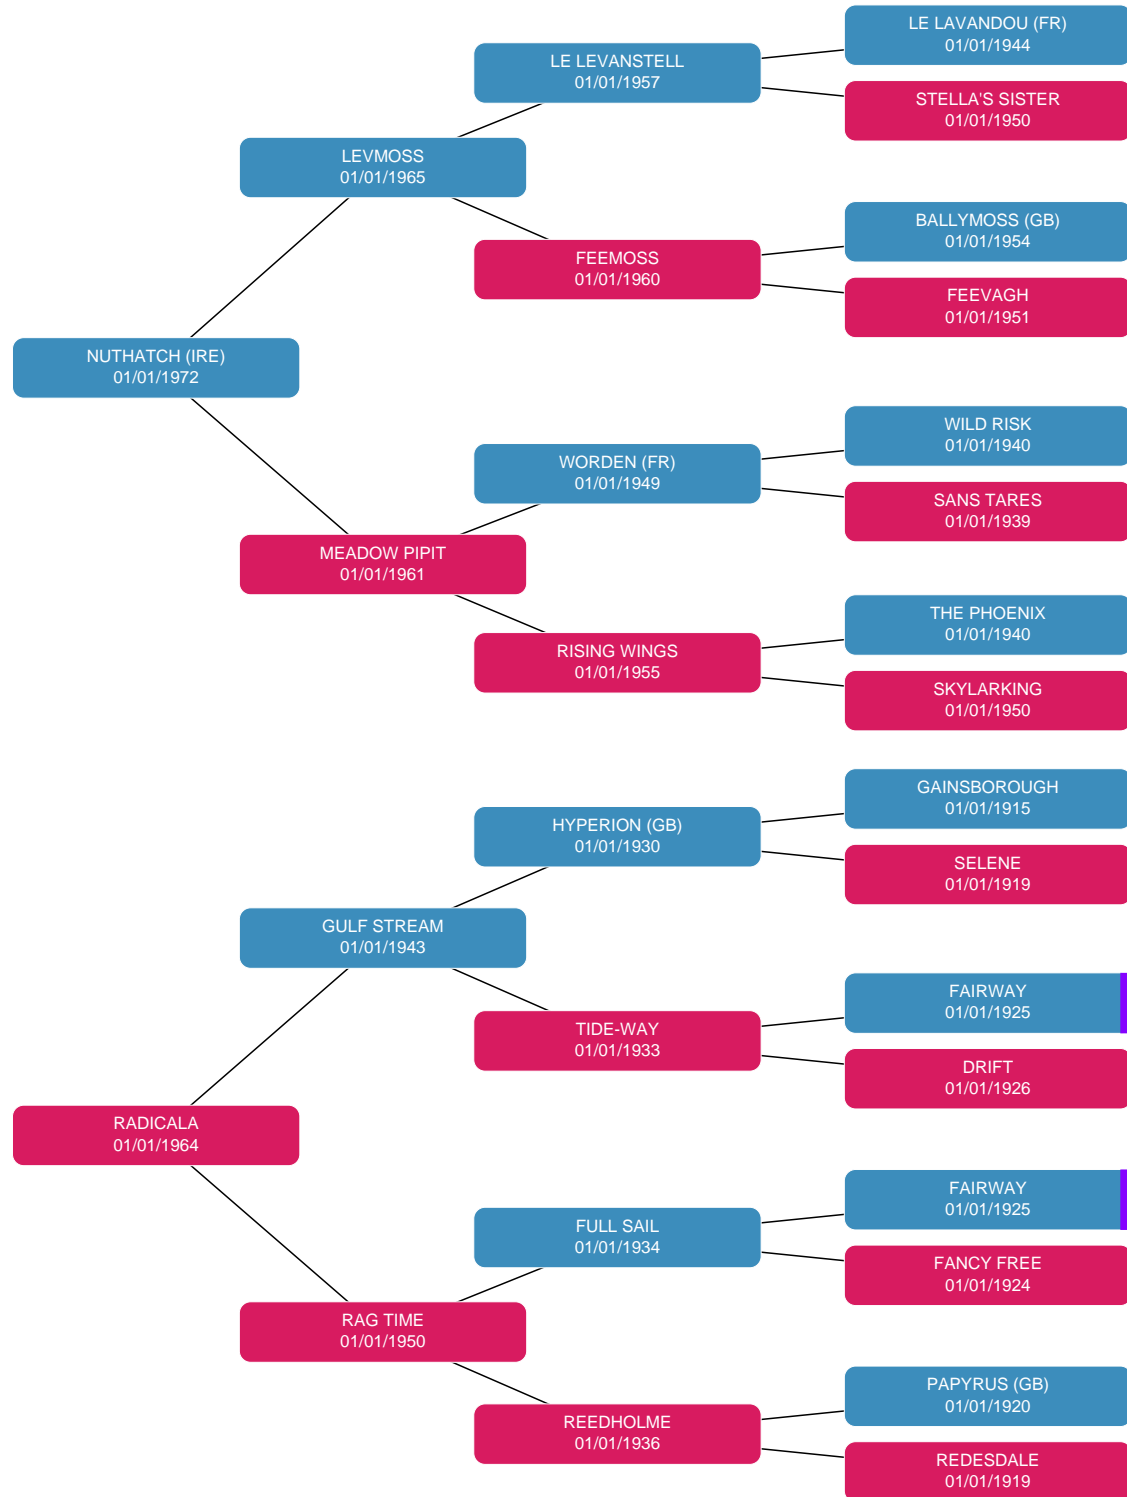 LE LAVANDOU (FR)
01/01/1944
LE LEVANSTELL
01/01/1957
STELLA'S SISTER
01/01/1950
LEVMOSS
01/01/1965
BALLYMOSS (GB)
01/01/1954
FEEMOSS
01/01/1960
FEEVAGH
01/01/1951
NUTHATCH (IRE)
01/01/1972
WILD RISK
01/01/1940
WORDEN (FR)
01/01/1949
SANS TARES
01/01/1939
MEADOW PIPIT
01/01/1961
THE PHOENIX
01/01/1940
RISING WINGS
01/01/1955
SKYLARKING
01/01/1950
GAINSBOROUGH
01/01/1915
HYPERION (GB)
01/01/1930
SELENE
01/01/1919
GULF STREAM
01/01/1943
FAIRWAY
01/01/1925
TIDE-WAY
01/01/1933
DRIFT
01/01/1926
RADICALA
01/01/1964
FAIRWAY
01/01/1925
FULL SAIL
01/01/1934
FANCY FREE
01/01/1924
RAG TIME
01/01/1950
PAPYRUS (GB)
01/01/1920
REEDHOLME
01/01/1936
REDESDALE
01/01/1919